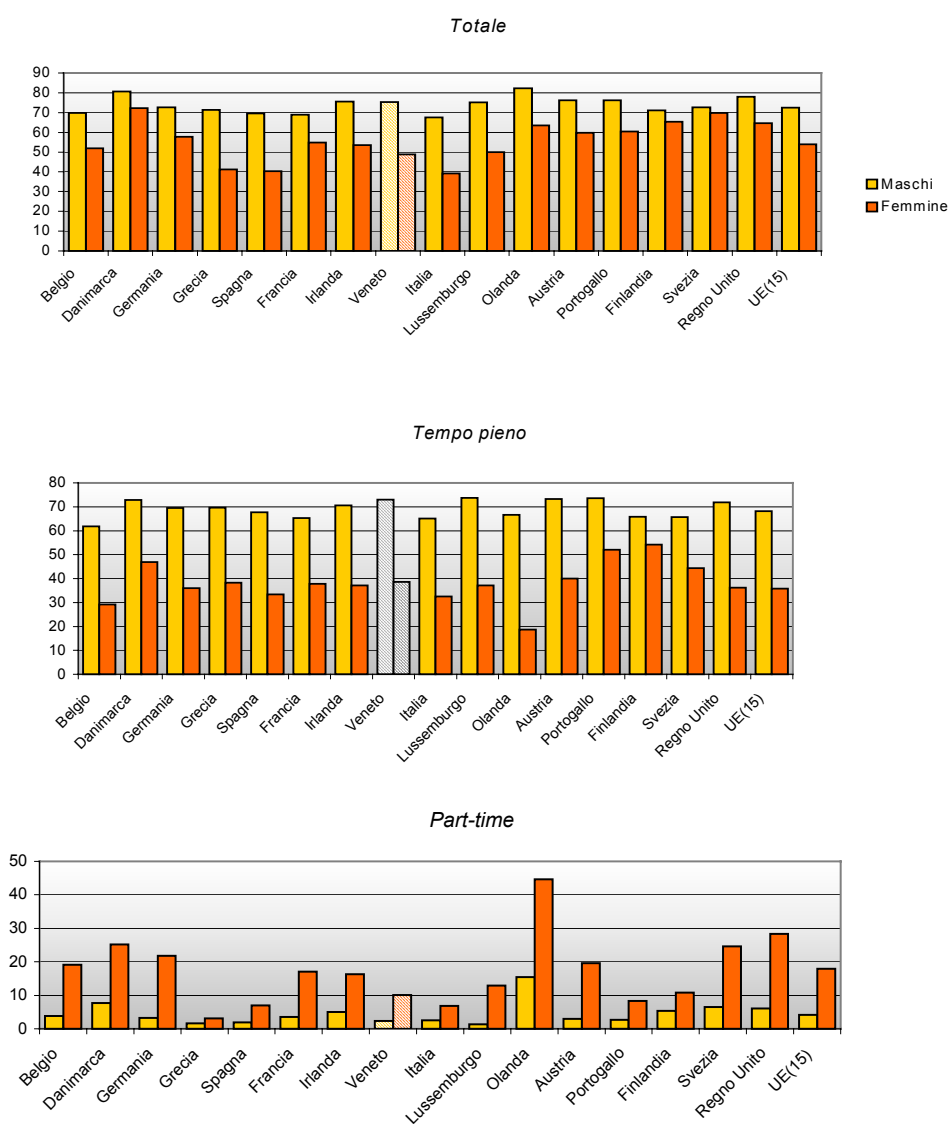 Totale
90
80
70
60
50
40
30
20
10
0
Maschi
Femmine
Belgio
Danimarca
Germania
Grecia
Spagna
Francia
Irlanda
Veneto
Italia
Lussemburgo
Olanda
Austria
Portogallo
Finlandia
Svezia
Regno Unito
UE(15)
Tempo pieno
80
70
60
50
40
30
20
10
0
Belgio
Danimarca
Germania
Grecia
Spagna
Francia
Irlanda
Veneto
Italia
Lussemburgo
Olanda
Austria
Portogallo
Finlandia
Svezia
Regno Unito
UE(15)
Part-time
50
40
30
20
10
0
Belgio
Danimarca
Germania
Grecia
Spagna
Francia
Irlanda
Veneto
Italia
Lussemburgo
Olanda
Austria
Portogallo
Finlandia
Svezia
Regno Unito
UE(15)